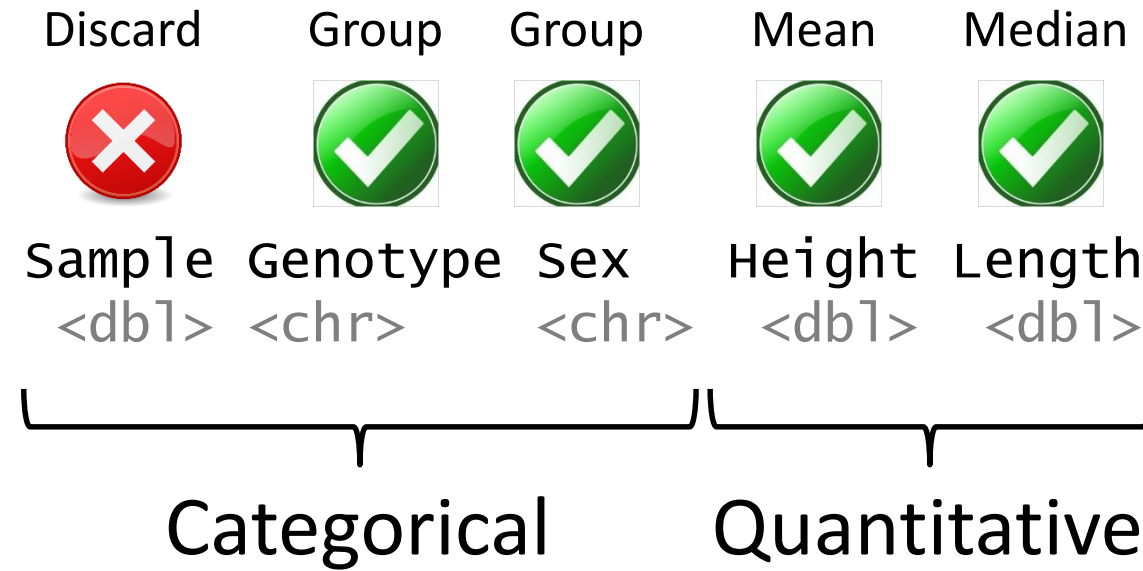 Discard Group Group Mean Median
Sample Genotype Sex Height Length
<dbl> <chr> <chr> <dbl> <dbl>
Categorical Quantitative